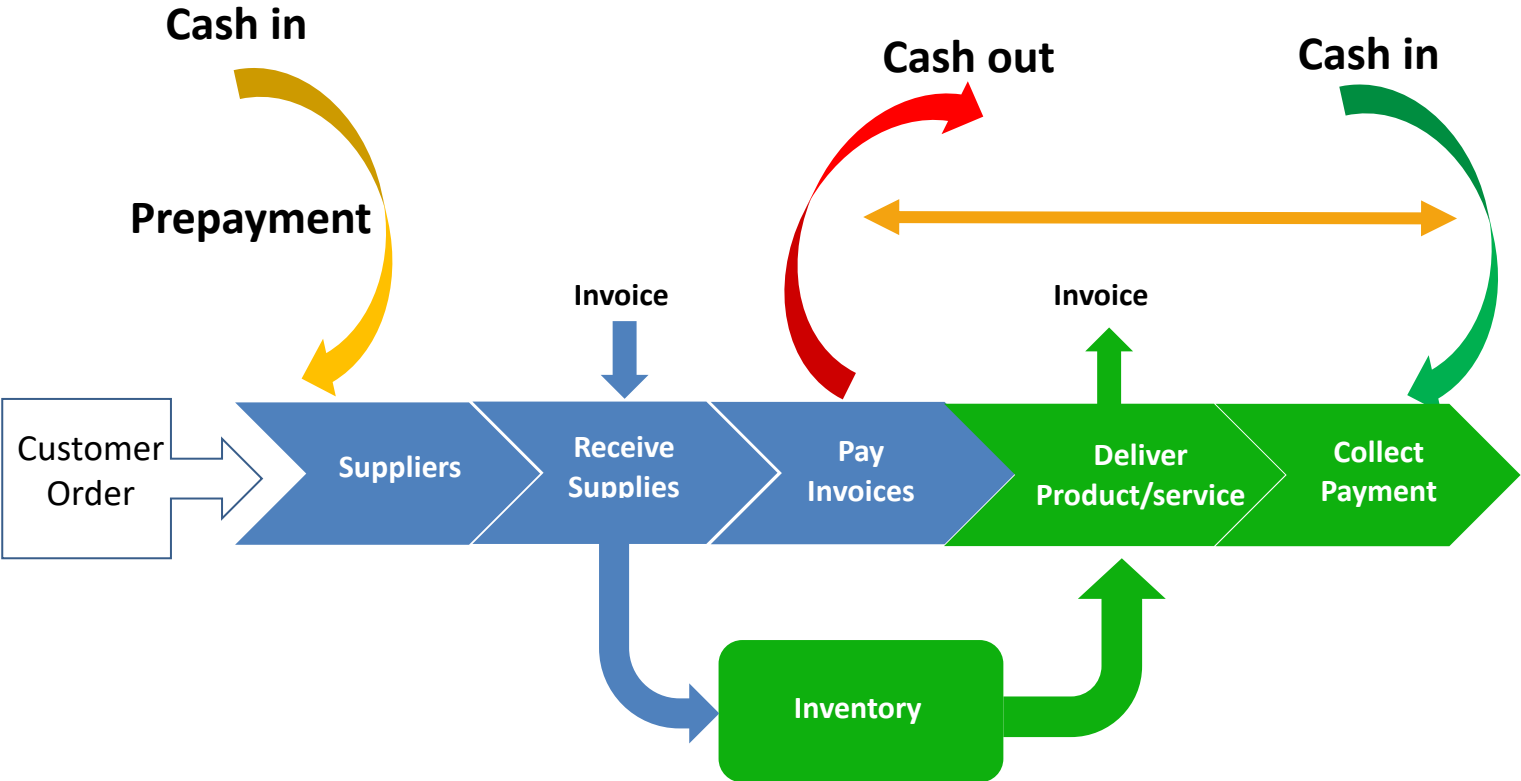 Cash in
Cash out
Cash in
Prepayment
Invoice
Invoice
Customer
Order
Suppliers
Receive
Supplies
Pay
Invoices
Deliver
Product/service
Collect
Payment
Inventory